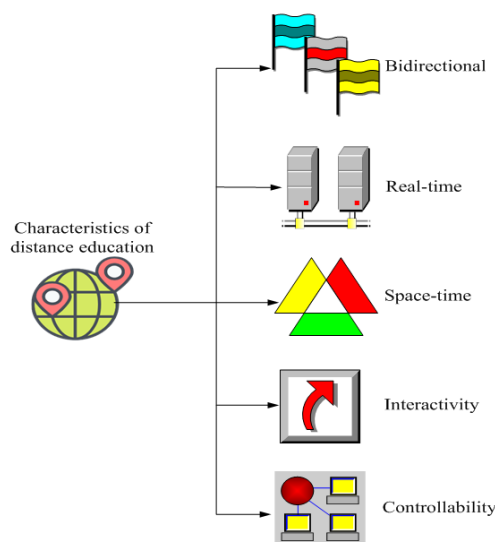 Characteristics of
distance education
Bidirectional
Real-time
Space-time
Interactivity
Controllability